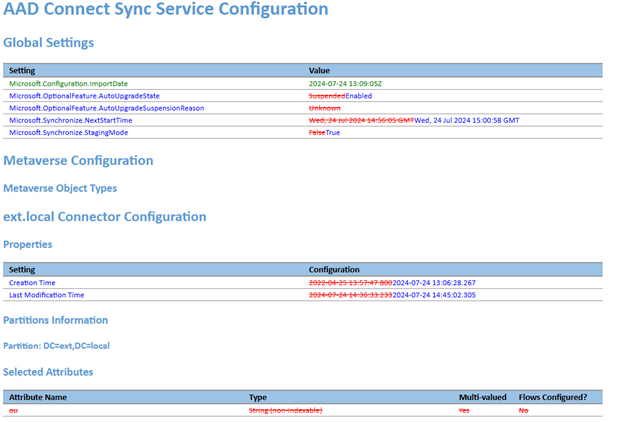 AAD Connect Sync Service Configuration
Global Settings
Setting Value
Microsoft.Configuration.ImportDate 2024-07-24 13:09:05Z
Microsoft.OptionalFeature.AutoUpgradeState SuspendedEnabled
Microsoft.OptionalFeature.AutoUpgradeSuspensionReason Unknown
Microsoft.Synchronize.NextStartTime Wed, 24 Jul 2024 14:56:05 GMTWed, 24 Jul 2024 15:00:58 GMT
Microsoft.Synchronize.StagingMode FalseTrue
Metaverse Configuration
Metaverse Object Types
ext.local Connector Configuration
Properties
Setting Configuration
Creation Time 2022-04-25 13:57:47.8002024-07-24 13:06:28.267
Last Modification Time 2024-07-24 14:36:33.2332024-07-24 14:45:02.305
Partitions Information
Partition: DC=ext,DC=local
Selected Attributes
Attribute Name Type Multi-valued Flows Configured?
ou String (non-indexable) Yes No